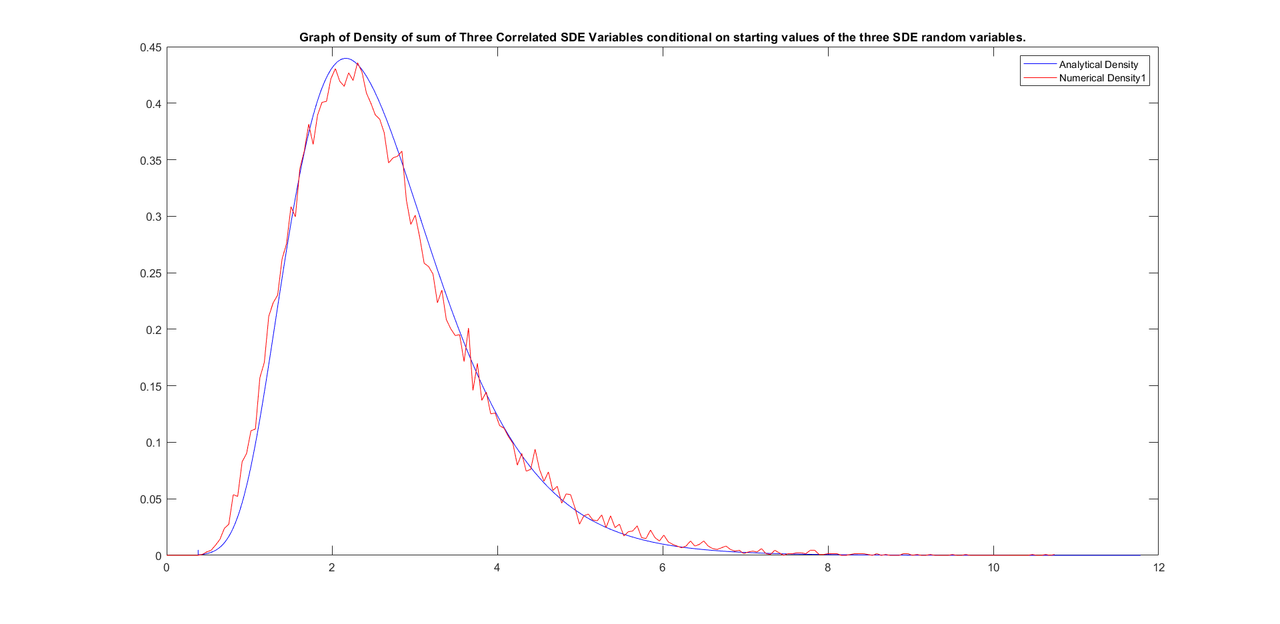 Graph of Density of sum of Three Correlated SDE Variables conditional on starting values of the three SDE random variables.
Analytical Density
Numerical Density1
0.45
0.4
0.35
0.3
0.25
0.2
0.15
0.1
0.05
0
0 2 4 6 8 10 12